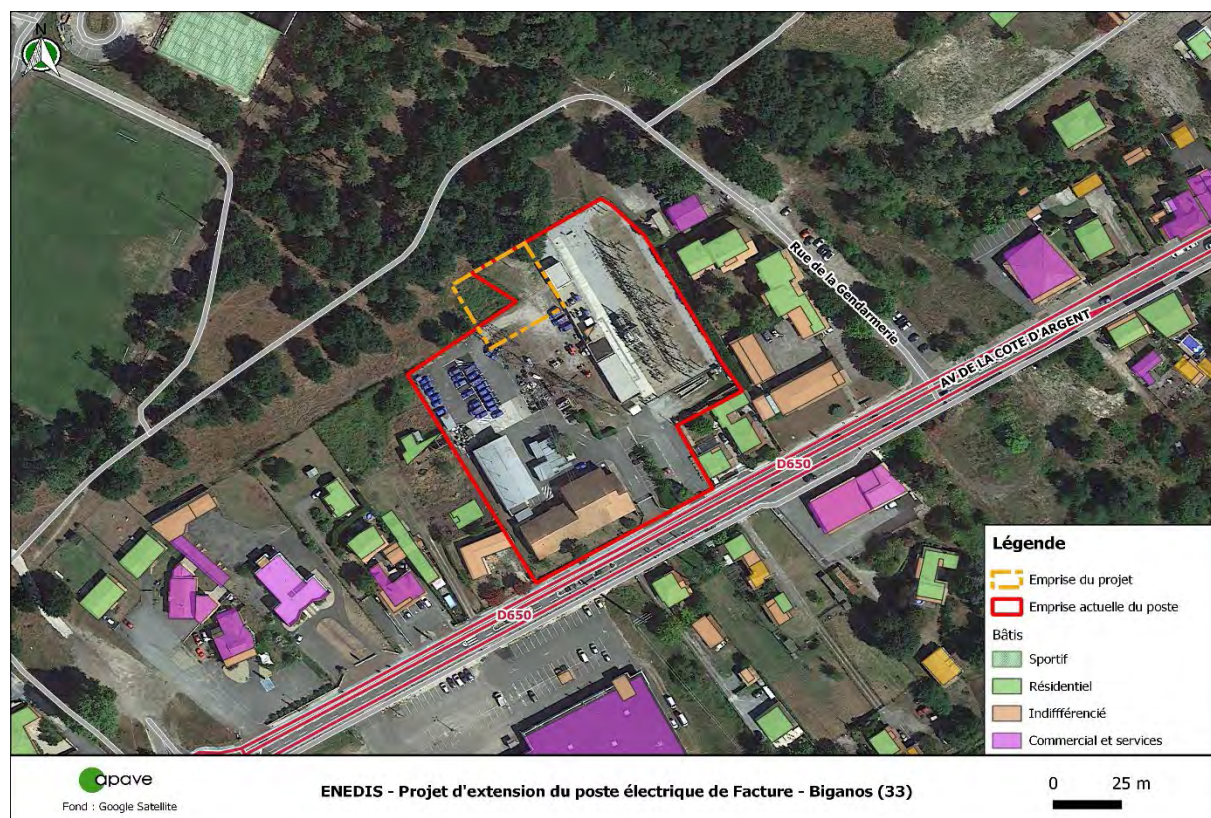 N
Rue de la Gendarmerie
AV DE LA COTE D'ARGENT
D650
D650
Légende
Emprise du projet
Emprise actuelle du poste
Bâtis
Sportif
Résidentiel
Indiffférencié
Commercial et services
apave
Fond : Google Satellite
ENEDIS - Projet d'extension du poste électrique de Facture - Biganos (33)
0 25 m